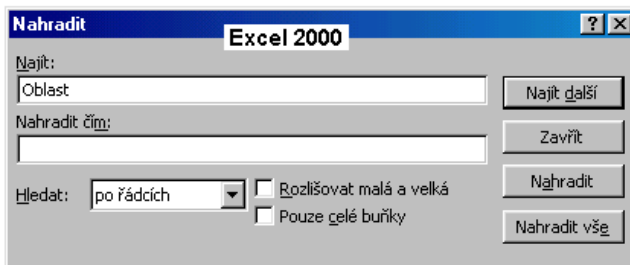 Nahradit
Excel 2000
Najít:
Oblast
Najít další
Nahradit čím:
Zavřít
Hledat:
po řádcích
Rozlišovat malá a velká
Nahradit
Pouze celé buňky
Nahradit vše